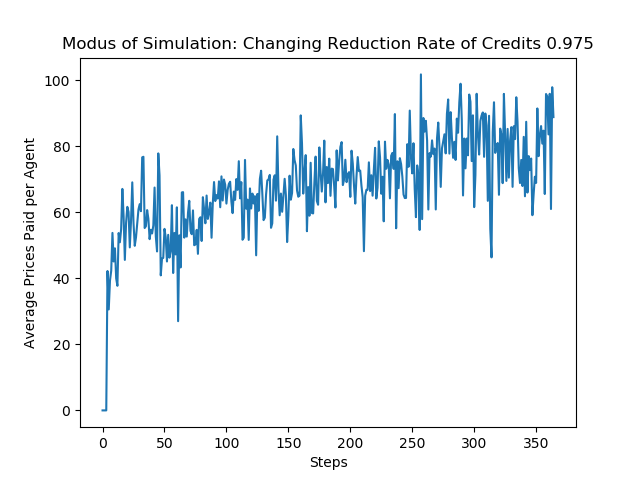 Modus of Simulation: Changing Reduction Rate of Credits 0.975
Average Prices Paid per Agent
100
80
60
40
20
0
0 50 100 150 200 250 300 350
Steps